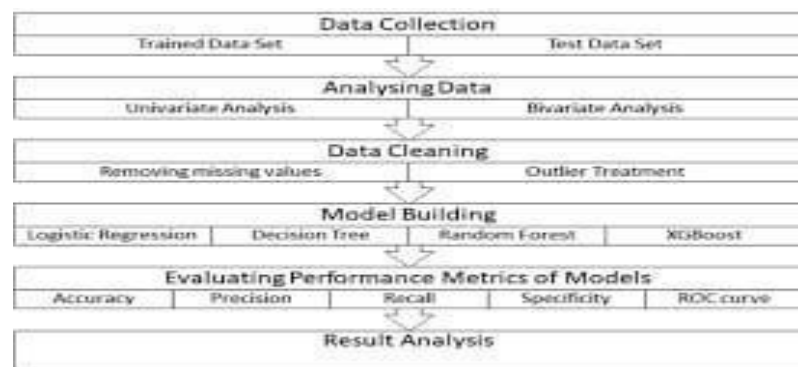 Data Collection
Trained Data Set Test Data Set
Analysing Data
Univariate Analysis Bivariate Analysis
Data Cleaning
Removing missing values Outlier Treatment
Model Building
Logistic Regression Decision Tree Random Forest XGBoost
Evaluating Performance Metrics of Models
Accuracy Precision Recall Specificity ROC curve
Result Analysis